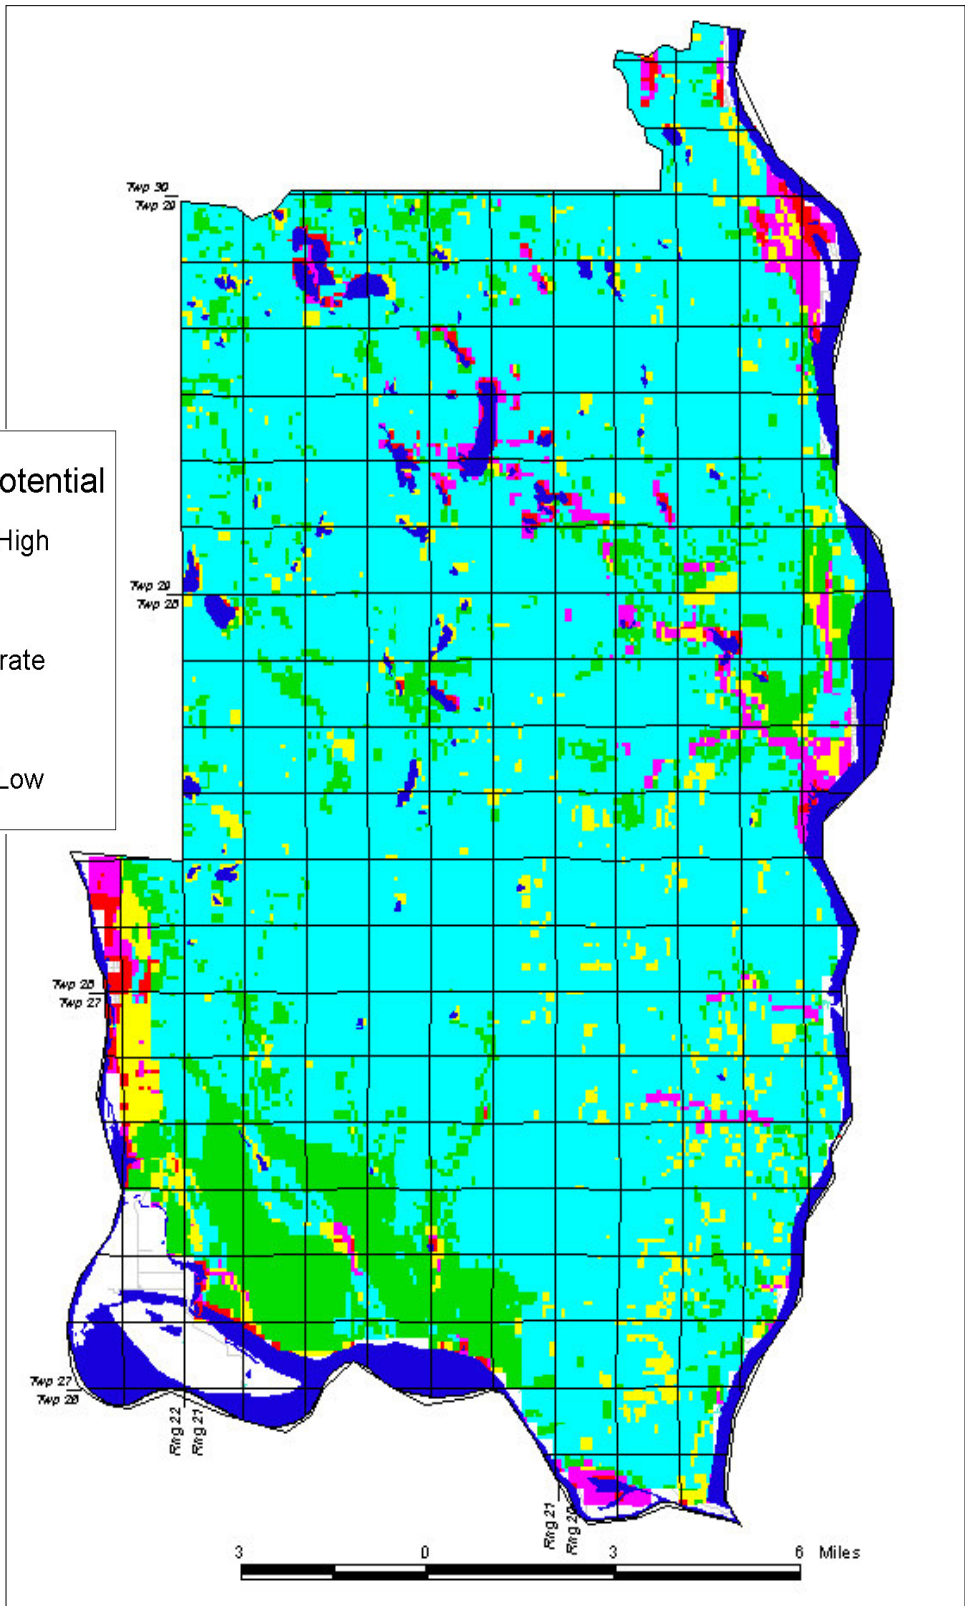 Twp 30
Twp 29
otential
High
Twp 29
Twp 28
rate
Low
Twp 28
Twp 27
Twp 27
Twp 26
Rng 22
Rng 21
Rng 21
Rng 20
3 0 3 6 Miles